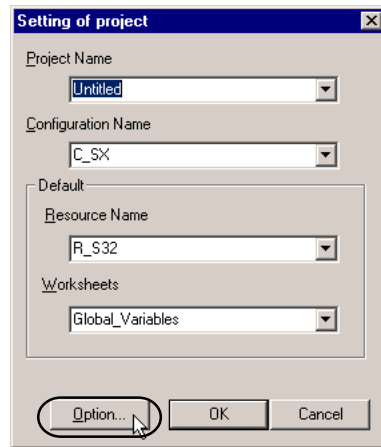 Setting of project
Project Name
Untitled
Configuration Name
C_SX
Default
Resource Name
R_S32
Worksheets
Global_Variables
Option... OK Cancel